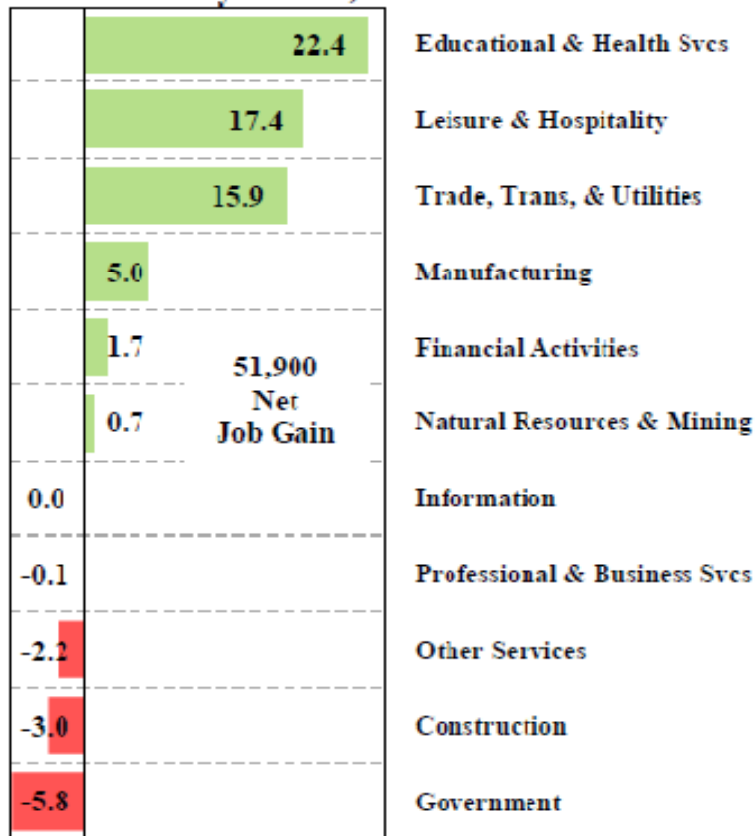 22.4 Educational & Health Svcs
17.4 Leisure & Hospitality
15.9 Trade, Trans, & Utilities
5.0 Manufacturing
1.7 Financial Activities
51,900
Net
Job Gain
0.7 Natural Resources & Mining
0.0 Information
-0.1 Professional & Business Svcs
-2.2 Other Services
-3.0 Construction
-5.8 Government